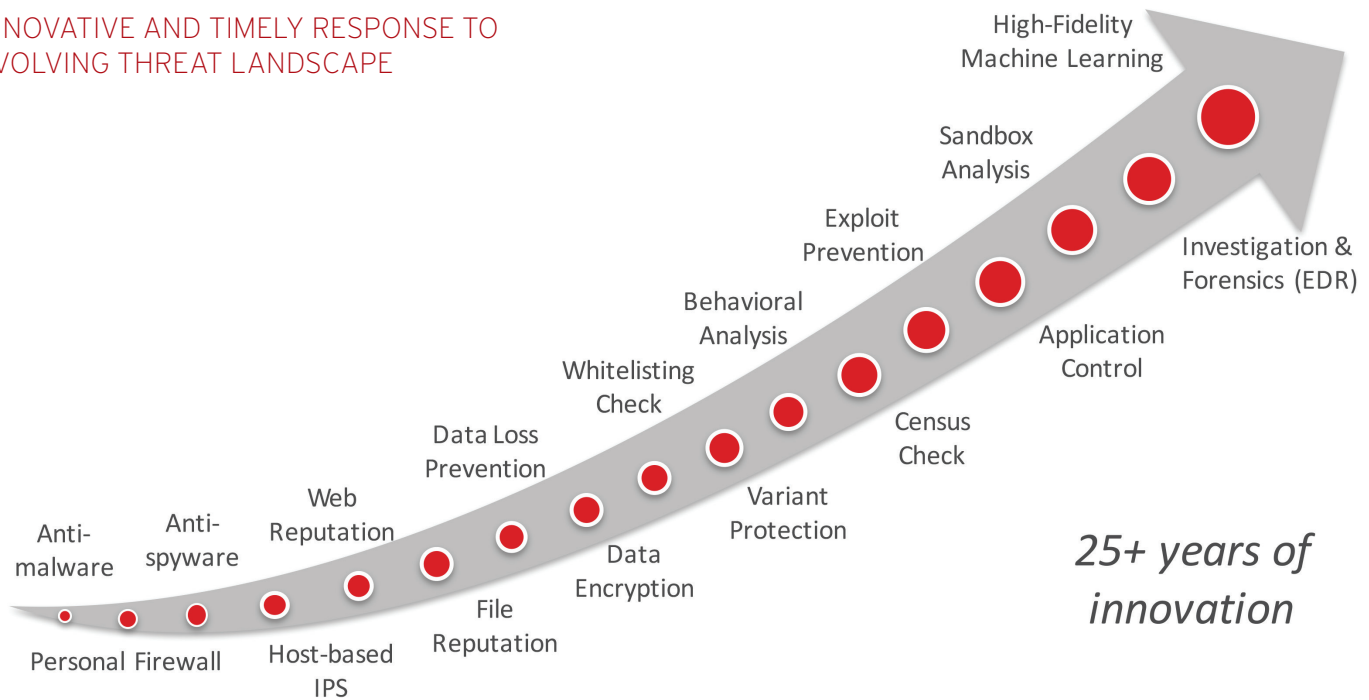 NOVATIVE AND TIMELY RESPONSE TO
VOLVING THREAT LANDSCAPE
High-Fidelity
Machine Learning
Sandbox
Analysis
Exploit
Prevention
Investigation &
Forensics (EDR)
Behavioral
Analysis
Application
Control
Whitelisting
Check
Census
Check
Data Loss
Prevention
Variant
Protection
Web
Reputation
Data
Encryption
Anti-
spyware
Anti-
malware
File
Reputation
Host-based
IPS
Personal Firewall
25+ years of
innovation